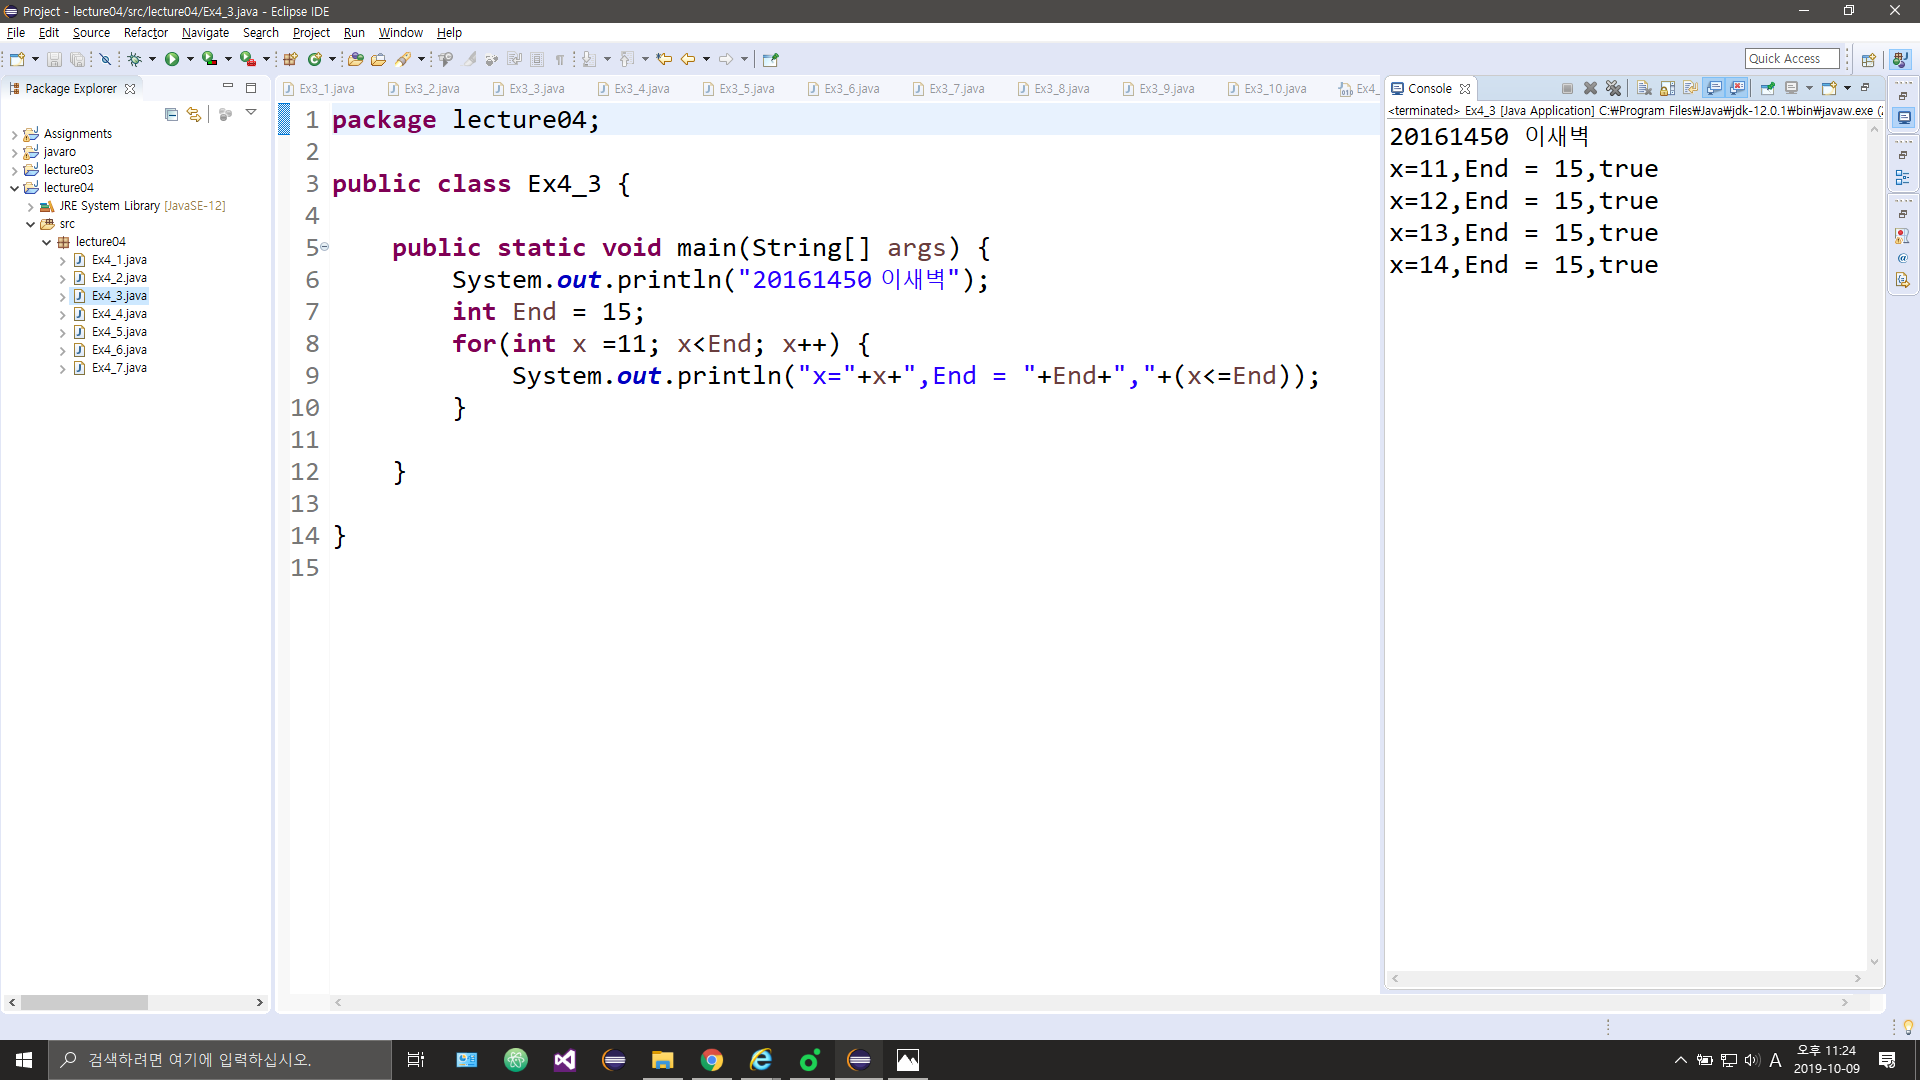 Project - lecture04/src/lecture04/Ex4_3.java - Eclipse IDE
File Edit Source Refactor Navigate Search Project Run Window Help
Quick Access
Package Explorer
Assignments
javaro
lecture03
lecture04
JRE System Library [JavaSE-12]
src
lecture04
Ex4_1.java
Ex4_2.java
Ex4_3.java
Ex4_4.java
Ex4_5.java
Ex4_6.java
Ex4_7.java
Ex3_1.java Ex3_2.java Ex3_3.java Ex3_4.java Ex3_5.java Ex3_6.java Ex3_7.java Ex3_8.java Ex3_9.java Ex3_10.java Ex4_
1 package lecture04;
2
3 public class Ex4_3 {
4
5 public static void main(String[] args) {
6 System.out.println("20161450 이새벽");
7 int End = 15;
8 for(int x =11; x<End; x++) {
9 System.out.println("x="+x+",End = "+End+","+(x<=End));
10 }
11
12 }
13
14 }
15
Console
<terminated> Ex4_3 [Java Application] C:₩Program Files₩Java₩jdk-12.0.1₩bin₩javaw.exe (
20161450 이새벽
x=11,End = 15,true
x=12,End = 15,true
x=13,End = 15,true
x=14,End = 15,true
검색하려면 여기에 입력하십시오.
A
오후 11:24
2019-10-09